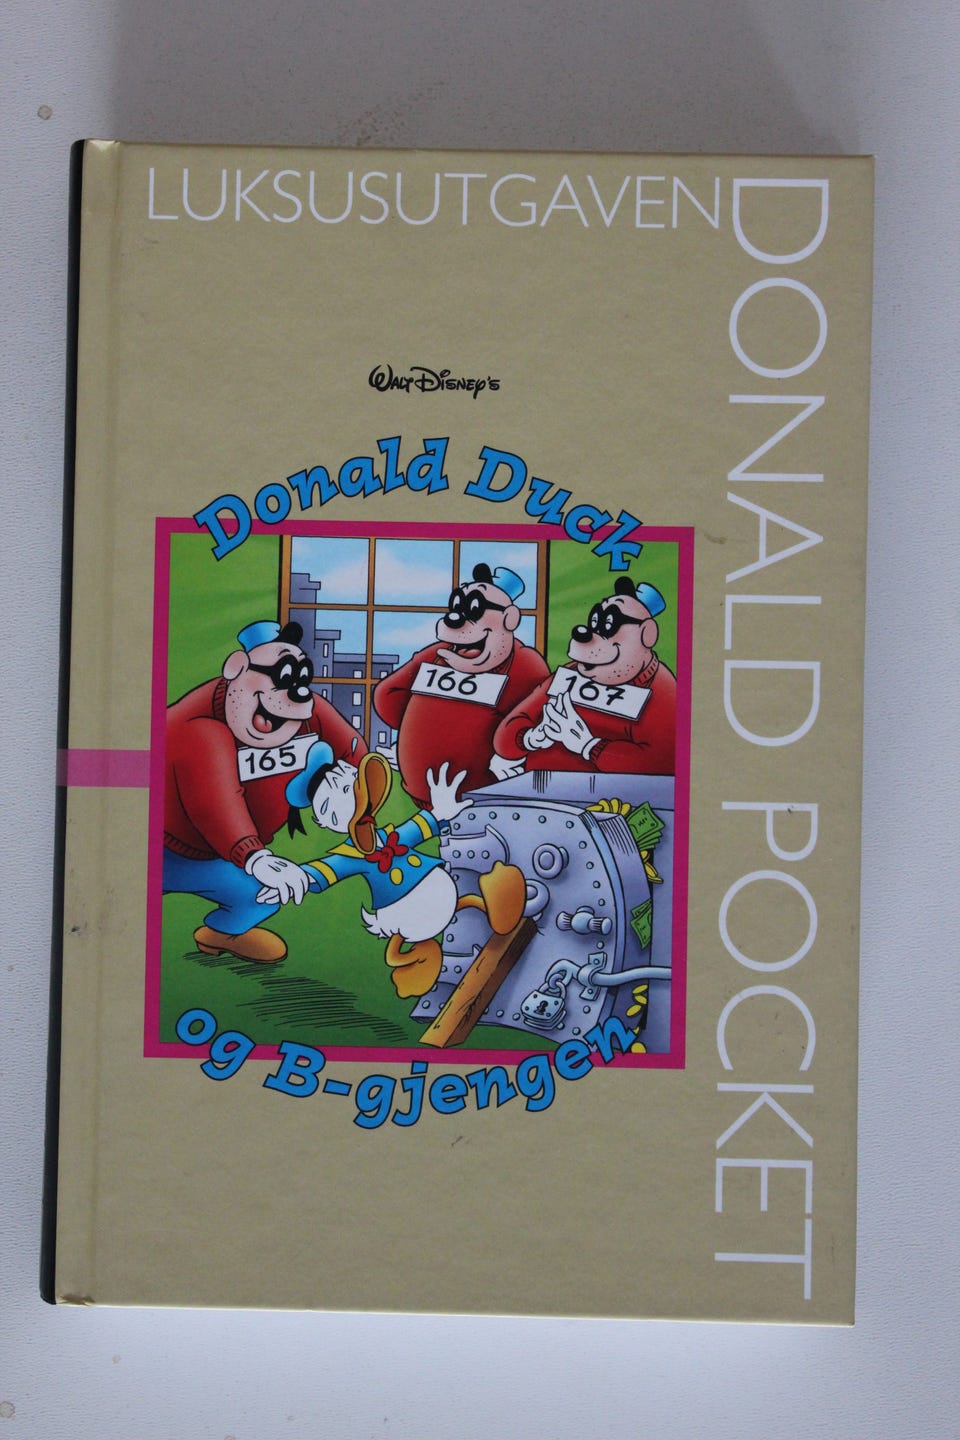 LUKSUSUTGAVEN
DONALD POCKET
WALT DISNEY'S
Donald Duck
166
167
165
og B-gjengen